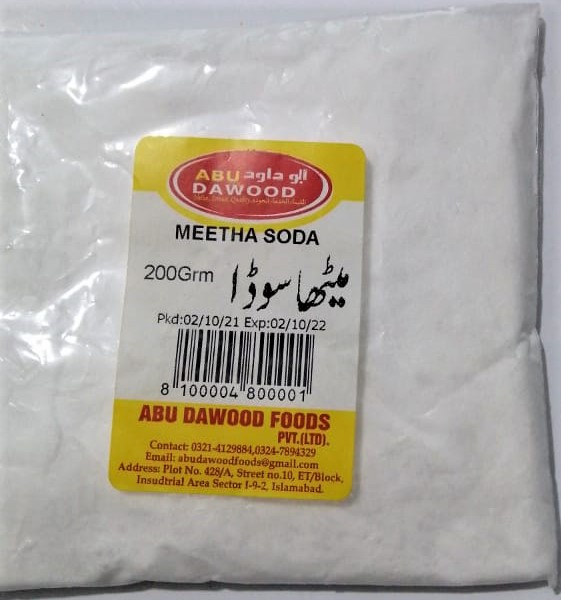 ABU ابو داود
DAWOOD
MEETHA SODA
200Grm میٹھا سوڈا
Pkd:02/10/21 Exp:02/10/22
8 100004 800001
ABU DAWOOD FOODS
PVT.(LTD).
Contact: 0321-4129884,0324-7894329
Email: abudawoodfoods@gmail.com
Address: Plot No. 428/A, Street no.10, ET/Block,
Insudtrial Area Sector I-9-2, Islamabad.